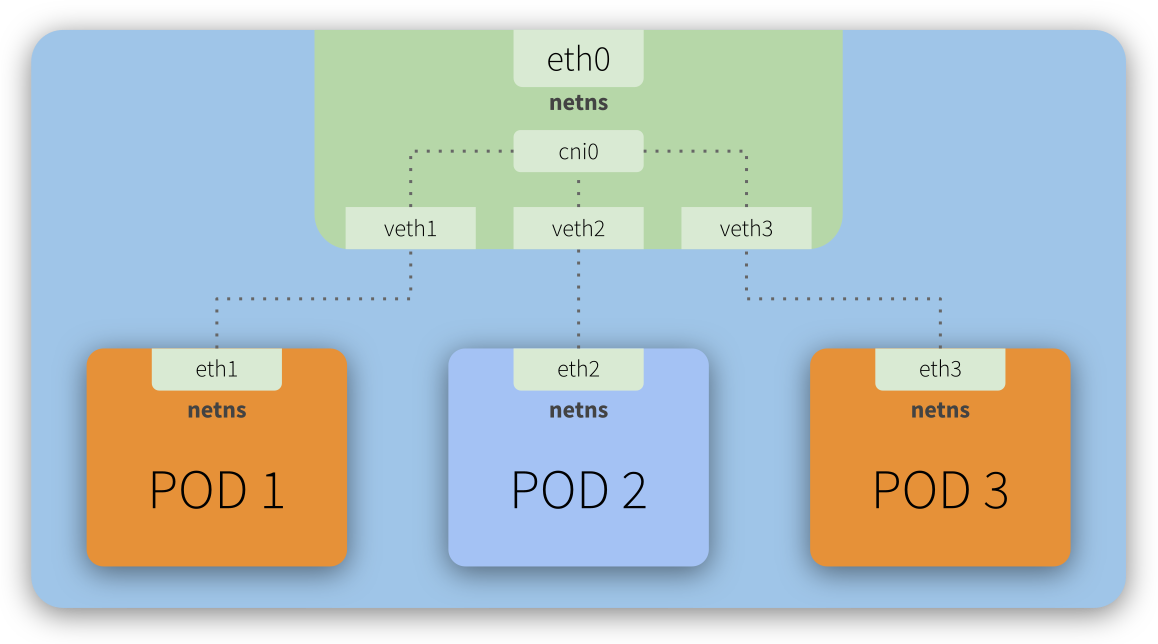 eth0
netns
cni0
veth1
veth2
veth3
eth1
netns
POD 1
eth2
netns
POD 2
eth3
netns
POD 3